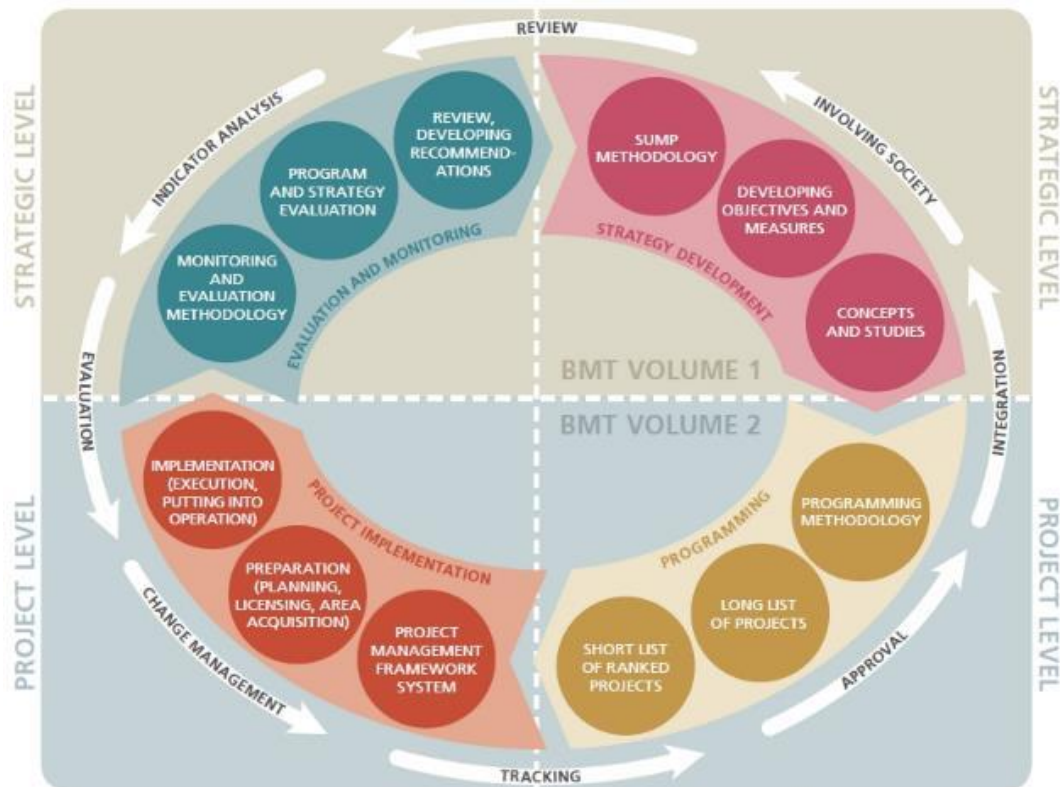 REVIEW
STRATEGIC LEVEL
INDICATOR ANALYSIS
REVIEW,
DEVELOPING
RECOMMEND-
ATIONS
PROGRAM
AND STRATEGY
EVALUATION
MONITORING
AND
EVALUATION
METHODOLOGY
EVALUATION AND MONITORING
SUMP
METHODOLOGY
DEVELOPING
OBJECTIVES AND
MEASURES
CONCEPTS
AND STUDIES
STRATEGY DEVELOPMENT
INVOLVING SOCIETY
STRATEGIC LEVEL
BMT VOLUME 1
BMT VOLUME 2
EVALUATION
INTEGRATION
PROJECT LEVEL
IMPLEMENTATION
(EXECUTION,
PUTTING INTO
OPERATION)
PREPARATION
(PLANNING,
LICENSING, AREA
ACQUISITION)
PROJECT
MANAGEMENT
FRAMEWORK
SYSTEM
PROJECT IMPLEMENTATION
CHANGE MANAGEMENT
PROGRAMMING
PROGRAMMING
METHODOLOGY
LONG LIST
OF PROJECTS
SHORT LIST
OF RANKED
PROJECTS
APPROVAL
PROJECT LEVEL
TRACKING